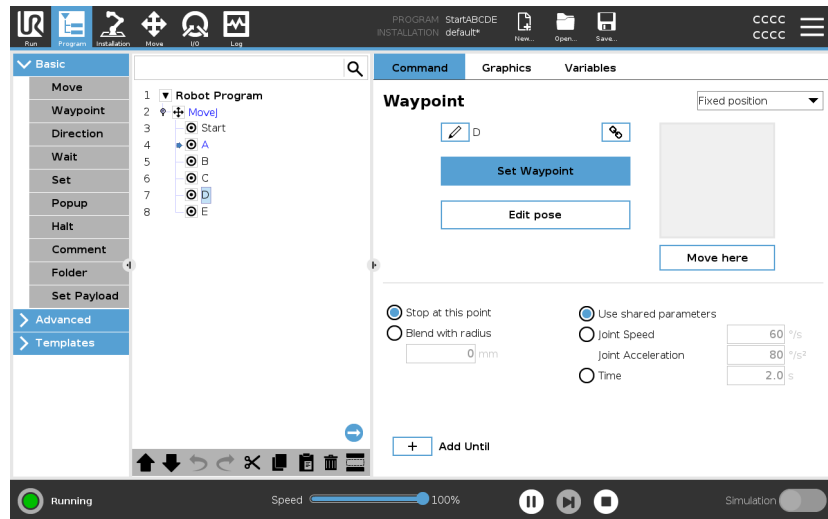 PROGRAM StartABCDE
INSTALLATION default*
UR
Run
Program
Installation
Move
I/O
Log
New...
Open...
Save...
CCCC
CCCC
Basic
Move
Waypoint
Direction
Wait
Set
Popup
Halt
Comment
Folder
Set Payload
Advanced
Templates
1 Robot Program
2 MoveJ
3 Start
4 A
5 B
6 C
7 D
8 E
Command Graphics Variables
Waypoint
Fixed position
D
Set Waypoint
Edit pose
Move here
Stop at this point
Blend with radius
0 mm
Use shared parameters
Joint Speed 60 °/s
Joint Acceleration 80 °/s²
Time 2.0 s
+ Add Until
Running
Speed 100%
Simulation